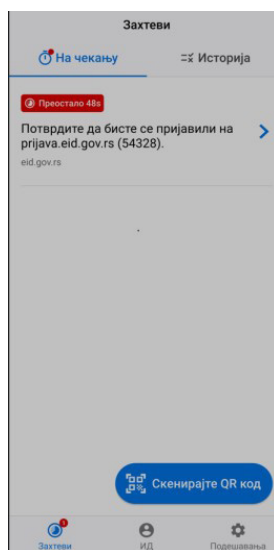 Захтеви
На чекању
Историја
Преостало 48s
Потврдите да бисте се пријавили на
prijava.eid.gov.rs (54328).
eid.gov.rs
Скенирајте QR код
1
Захтеви
ИД
Подешавања